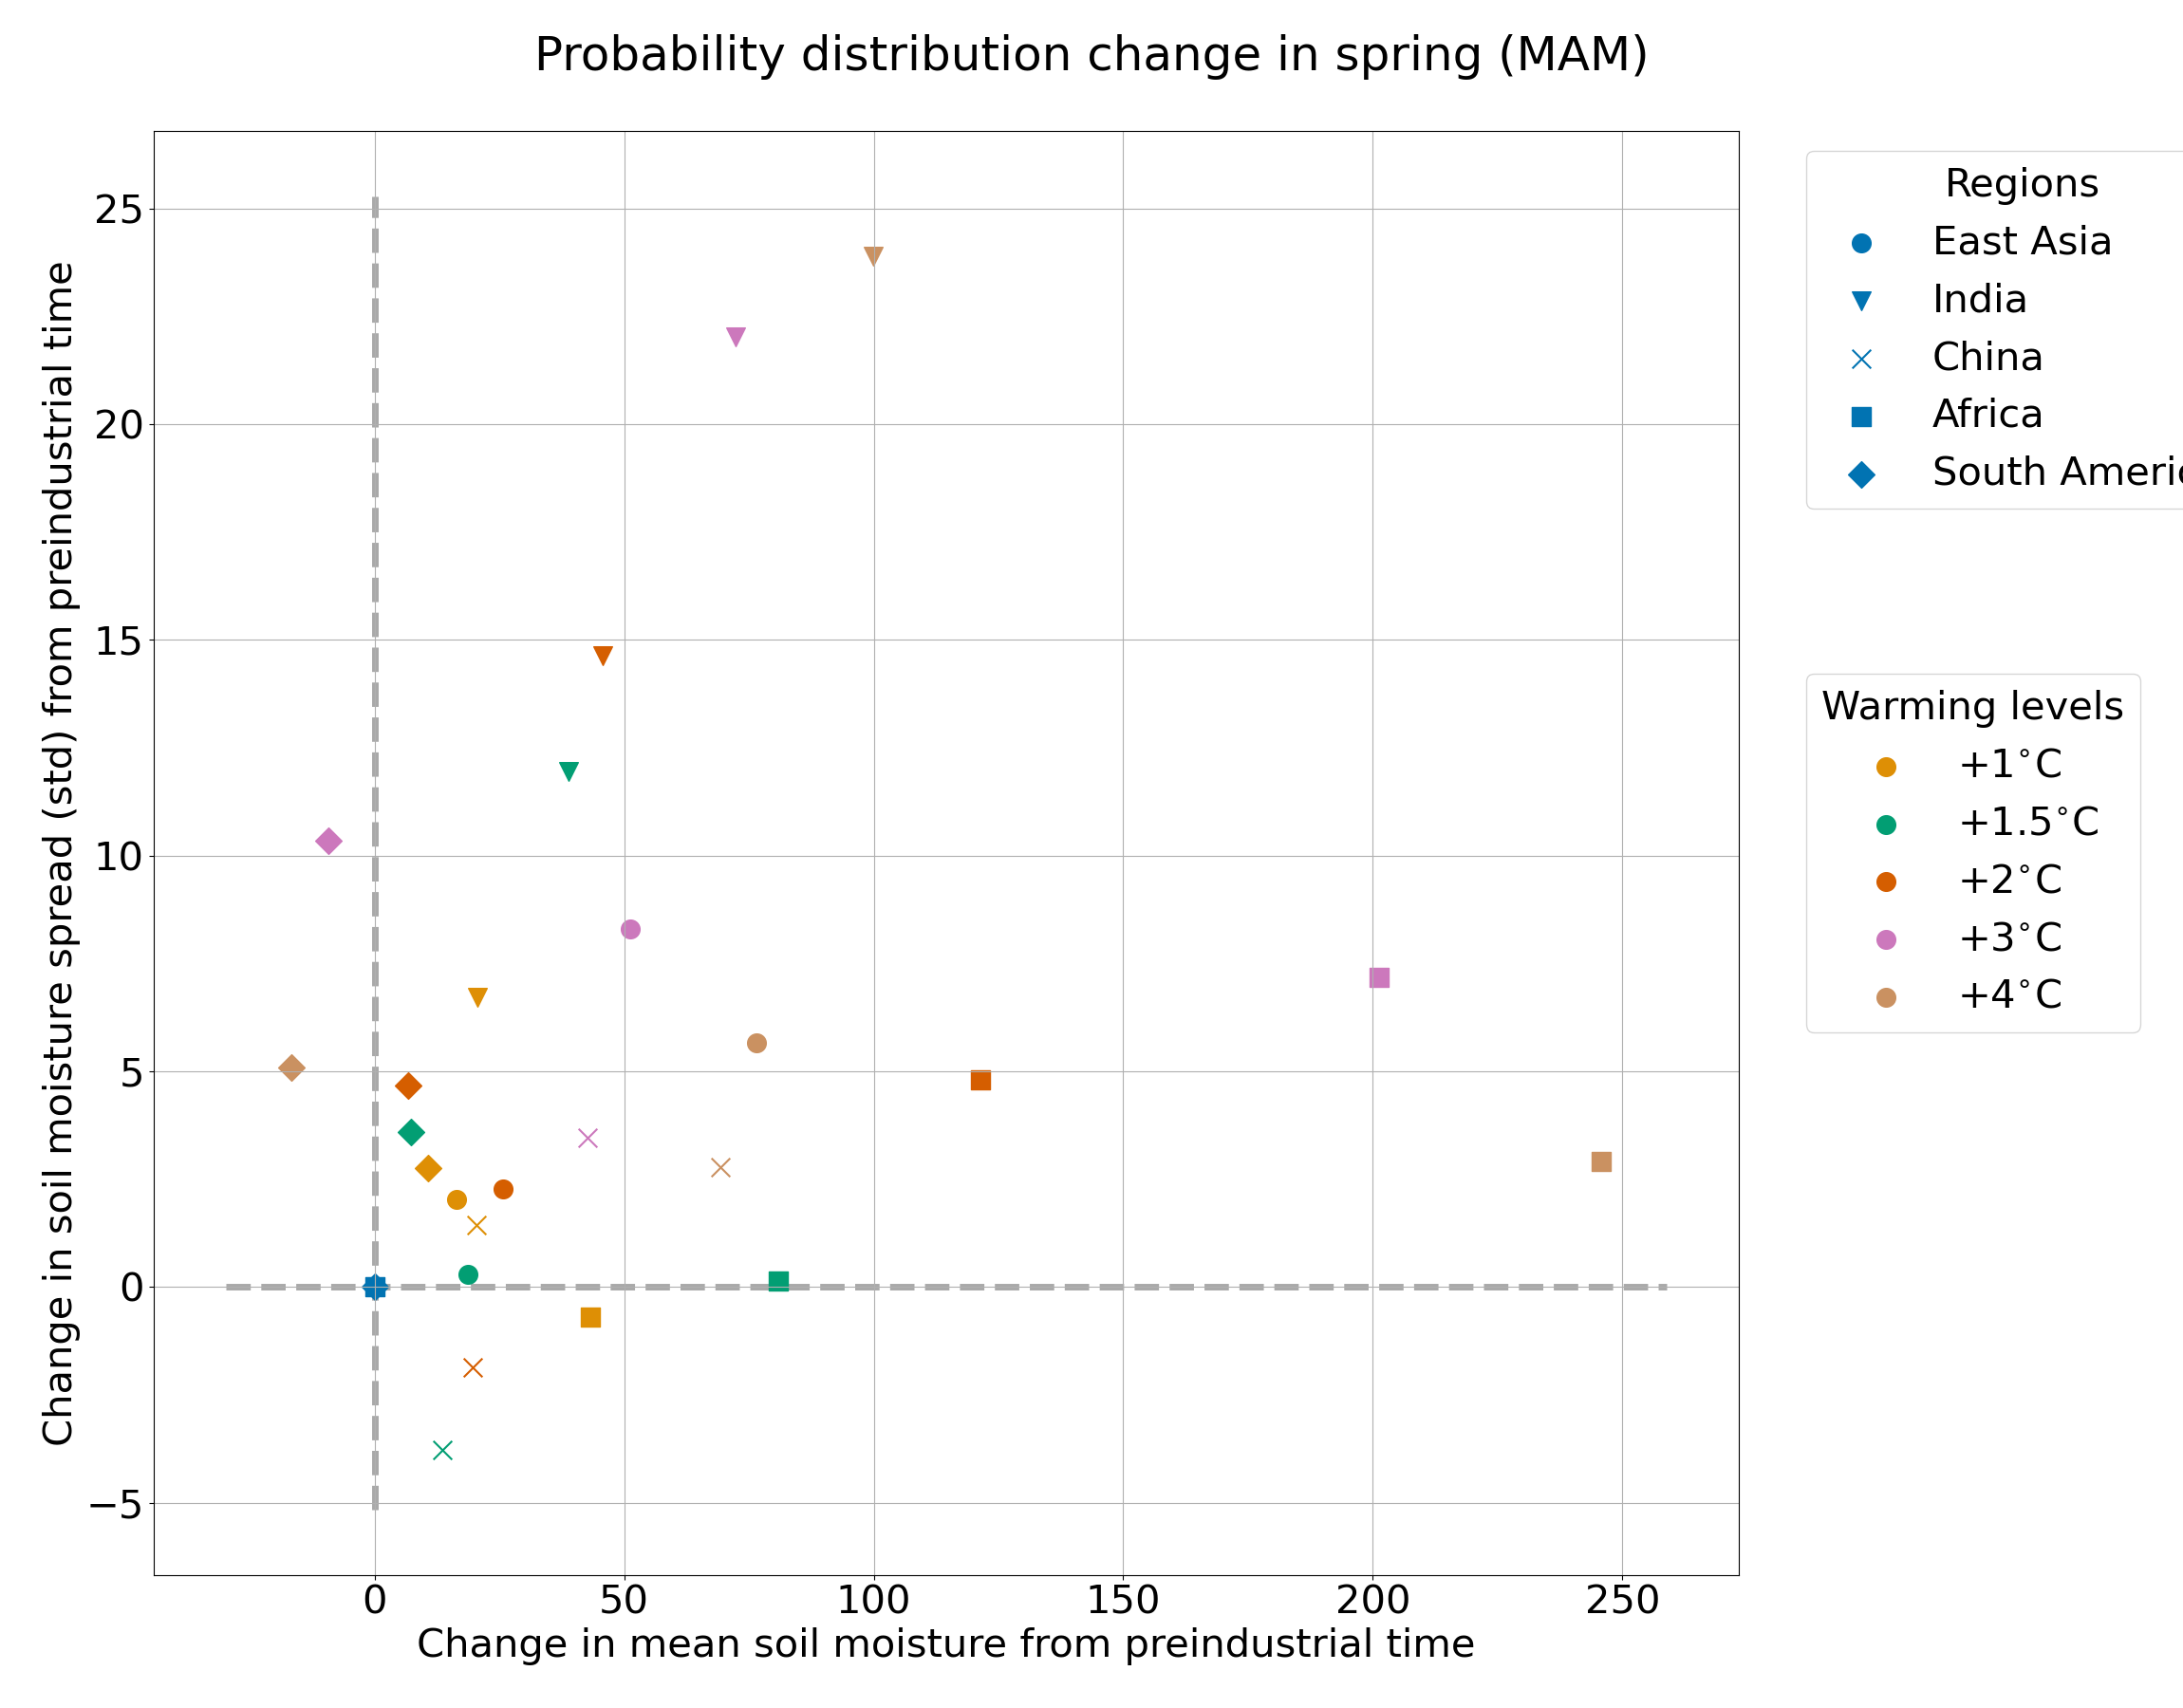 Probability distribution change in spring (MAM)
Change in soil moisture spread (std) from preindustrial time
25
20
15
10
5
0
−5
0 50 100 150 200 250
Change in mean soil moisture from preindustrial time
Regions
East Asia
India
China
Africa
South
Warming levels
+1°C
+1.5°C
+2°C
+3°C
+4°C